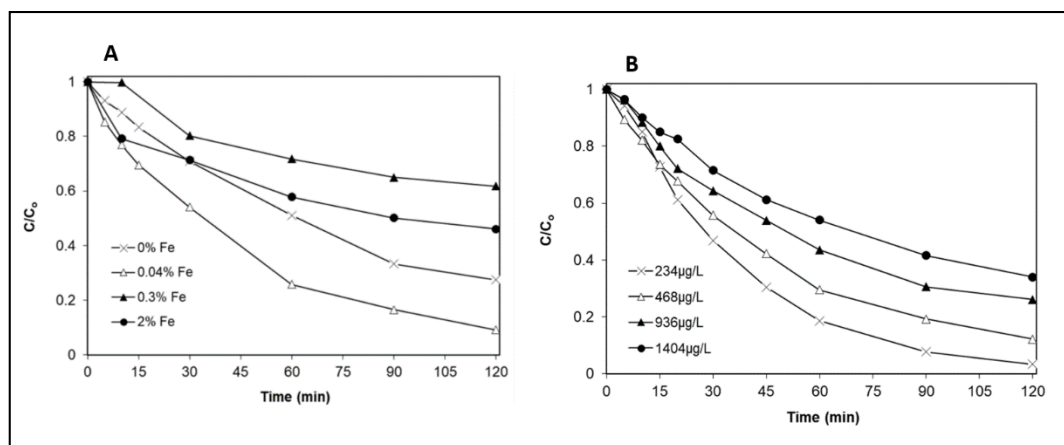 A
1
0.8
0.6
0.4
0.2
0
C/Co
0% Fe
0.04% Fe
0.3% Fe
2% Fe
0 15 30 45 60 75 90 105 120
Time (min)
B
1
0.8
0.6
0.4
0.2
0
C/Co
234µg/L
468µg/L
936µg/L
1404µg/L
0 15 30 45 60 75 90 105 120
Time (min)